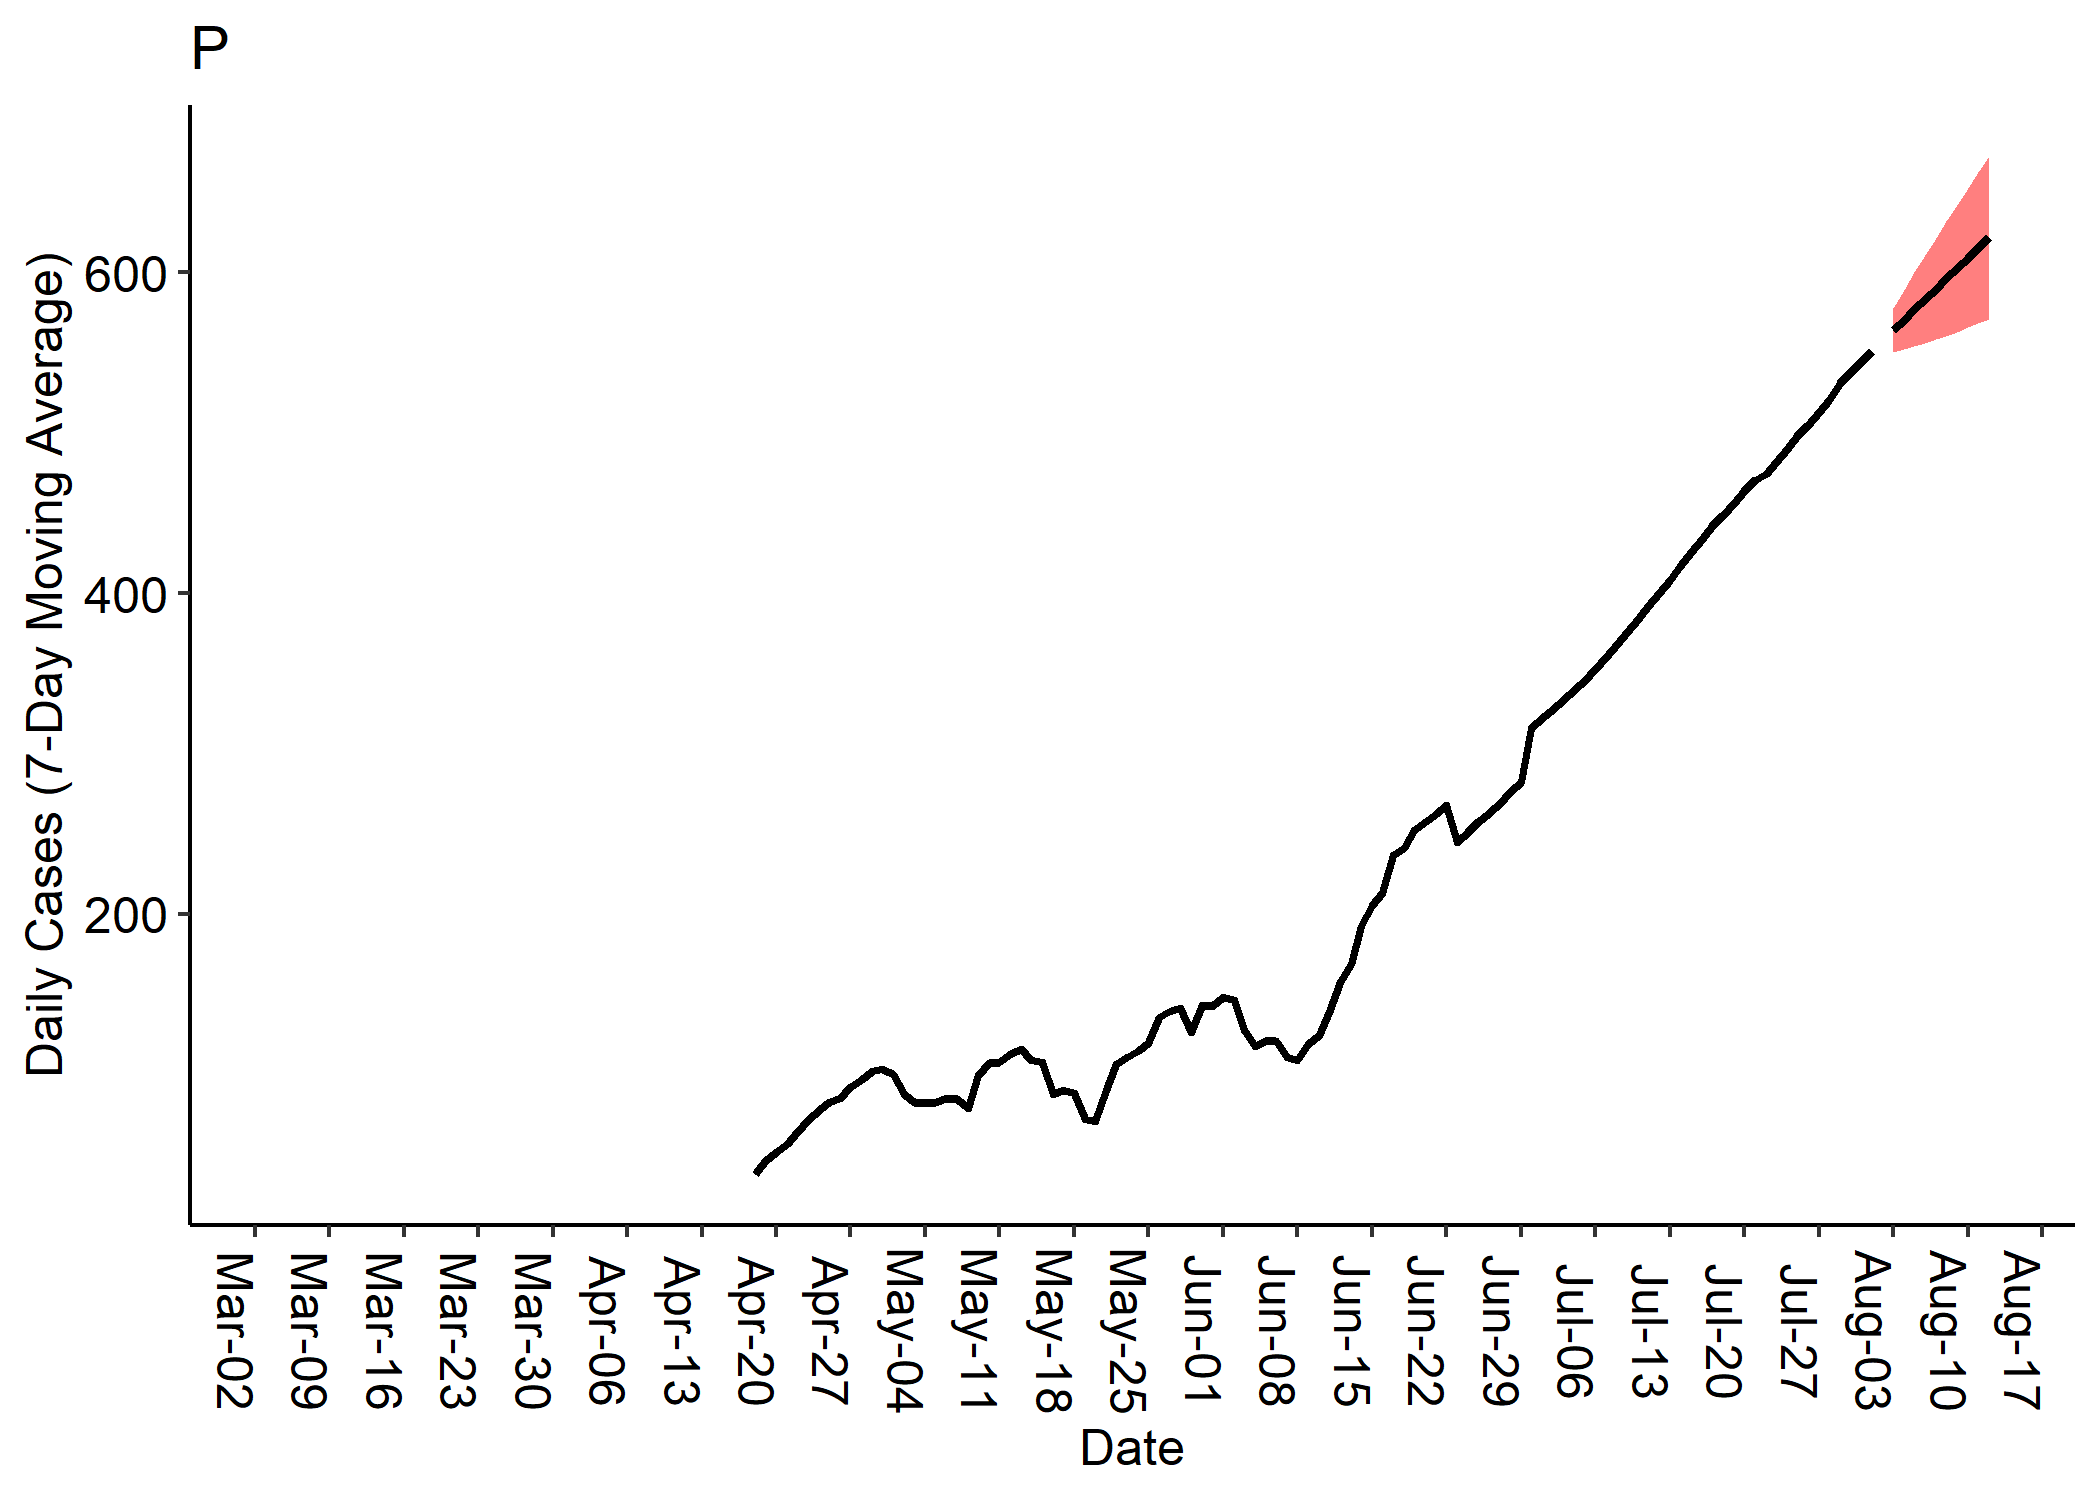 P
Daily Cases (7-Day Moving Average)
600
400
200
Mar-02
Mar-09
Mar-16
Mar-23
Mar-30
Apr-06
Apr-13
Apr-20
Apr-27
May-04
May-11
May-18
May-25
Jun-01
Jun-08
Jun-15
Jun-22
Jun-29
Jul-06
Jul-13
Jul-20
Jul-27
Aug-03
Aug-10
Aug-17
Date